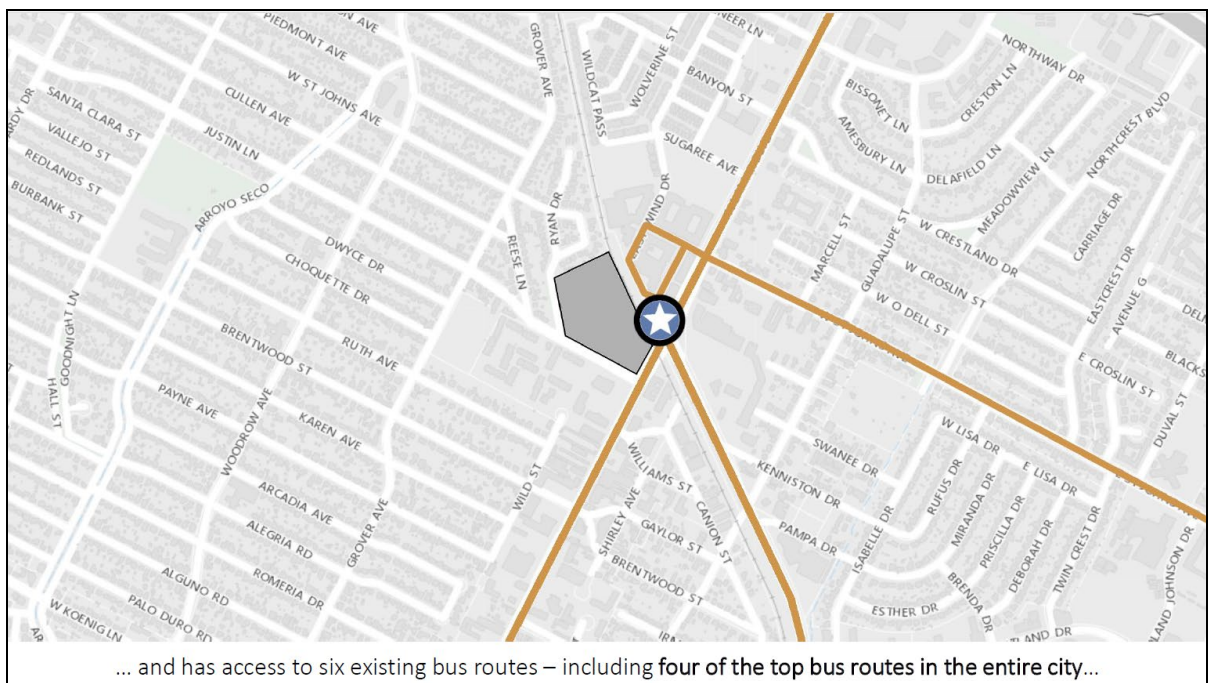 PIEDMONT AVE
GROVER AVE
WILDCAT PASS
WOLVERINE ST
BANYON ST
NORTHWAY DR
BISSONET LN
CRESTON LN
NORTHCREST BLVD
W ST JOHNS AVE
CULLEN AVE
SANTA CLARA ST
VALLEJO ST
REDLANDS ST
BURBANK ST
JUSTIN LN
SUGAREE AVE
AMESBURY LN
DELAFIELD LN
MEADOWVIEW LN
ARROYO SECO
RYAN DR
REESE LN
MARCELL ST
GUADALUPE ST
W CRESTLAND DR
CARRIAGE DR
EASTCREST DR
AVENUE G
DWYCE DR
CHOQUETTE DR
W CROSLIN ST
W O DELL ST
GOODNIGHT LN
HALL ST
BRENTWOOD ST
RUTH AVE
E CROSLIN ST
DUVAL ST
PAYNE AVE
WOODROW AVE
KAREN AVE
W LISA DR
E LISA DR
WILD ST
SWANEE DR
KENNISTON DR
RUFUS DR
MIRANDA DR
PRISCILLA DR
DEBORAH DR
TWIN CREST DR
ARCADIA AVE
ALEGRIA RD
GROVER AVE
WILLIAMS ST
SHIRLEY AVE
CANION ST
GAYLOR ST
PAMPA DR
ISABELLE DR
ROMERIA DR
ALGUNO RD
PALO DURO RD
W KOENIG LN
BRENTWOOD ST
ESTHER DR
BRENDA DR
JOHNSON DR
... and has access to six existing bus routes – including four of the top bus routes in the entire city...